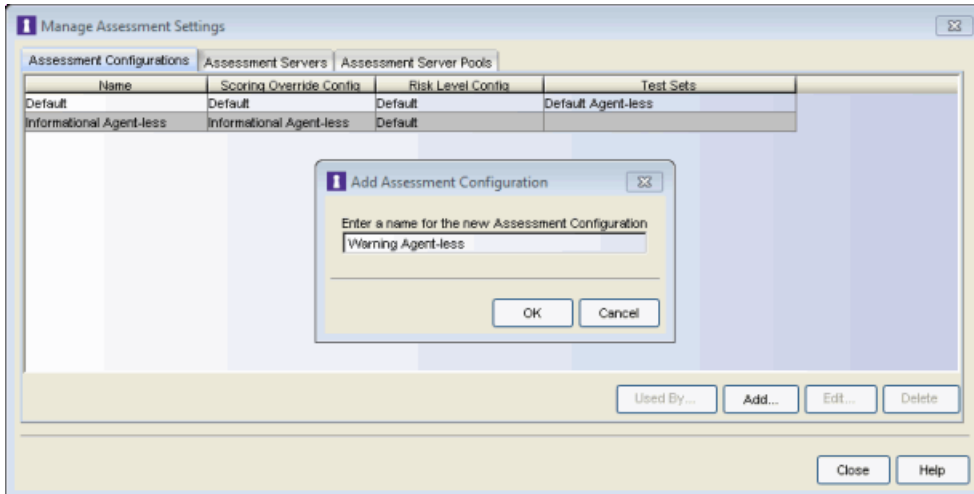 Manage Assessment Settings
Assessment Configurations Assessment Servers Assessment Server Pools
Name Scoring Override Config Risk Level Config Test Sets
Default Default Default Default Agent-less
Informational Agent-less Informational Agent-less Default
Add Assessment Configuration
Enter a name for the new Assessment Configuration
Warning Agent-less
OK Cancel
Used By... Add... Edit... Delete
Close Help